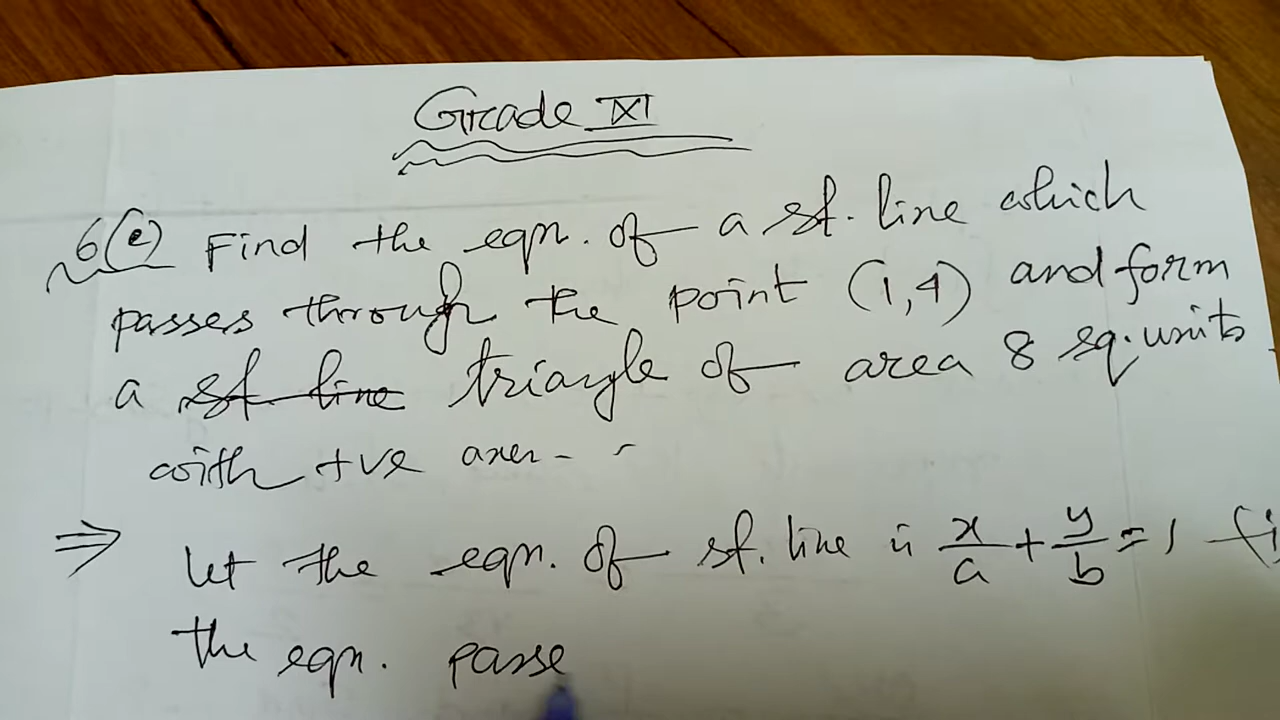 Grade XI
6(e) Find the eqn. of a st. line which
passes through the point (1,4) and form
a st. line triangle of area 8 sq. units
with +ve axes -
⇒ Let the eqn. of st. line is x/a + y/b = 1
the eqn. passe